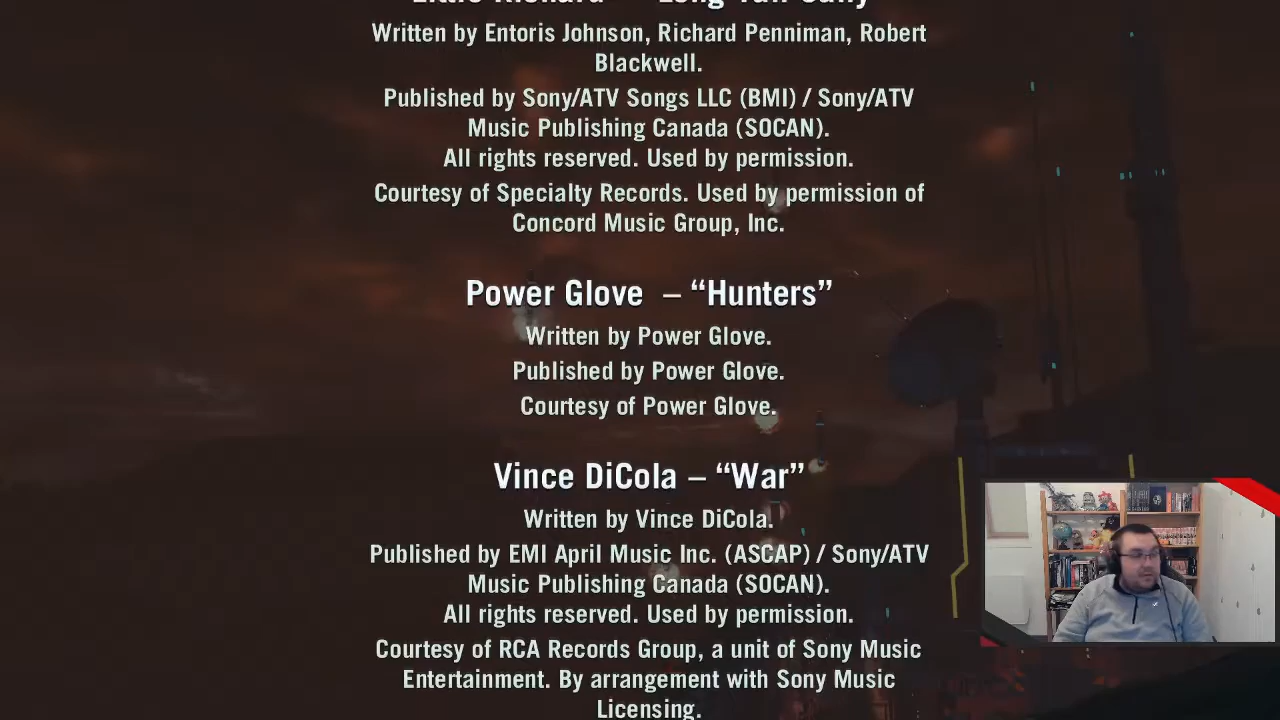 Little Richard – “Long Tall Sally”
Written by Entoris Johnson, Richard Penniman, Robert
Blackwell.
Published by Sony/ATV Songs LLC (BMI) / Sony/ATV
Music Publishing Canada (SOCAN).
All rights reserved. Used by permission.
Courtesy of Specialty Records. Used by permission of
Concord Music Group, Inc.
Power Glove – “Hunters”
Written by Power Glove.
Published by Power Glove.
Courtesy of Power Glove.
Vince DiCola – “War”
Written by Vince DiCola.
Published by EMI April Music Inc. (ASCAP) / Sony/ATV
Music Publishing Canada (SOCAN).
All rights reserved. Used by permission.
Courtesy of RCA Records Group, a unit of Sony Music
Entertainment. By arrangement with Sony Music
Licensing.